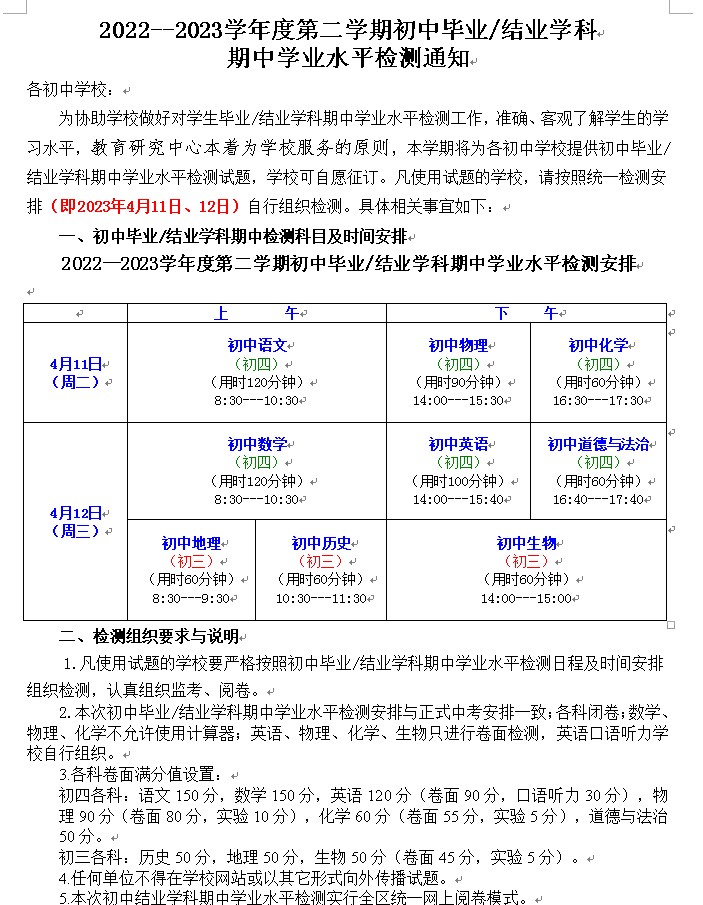 2022--2023学年度第二学期初中毕业/结业学科
期中学业水平检测通知
各初中学校：
为协助学校做好对学生毕业/结业学科期中学业水平检测工作，准确、客观了解学生的学
习水平，教育研究中心本着为学校服务的原则，本学期将为各初中学校提供初中毕业/
结业学科期中学业水平检测试题，学校可自愿征订。凡使用试题的学校，请按照统一检测安
排（即2023年4月11日、12日）自行组织检测。具体相关事宜如下：
一、初中毕业/结业学科期中检测科目及时间安排
2022—2023学年度第二学期初中毕业/结业学科期中学业水平检测安排
上 午 下 午
4月11日
（周二）
初中语文
（初四）
（用时120分钟）
8:30---10:30
初中物理
（初四）
（用时90分钟）
14:00---15:30
初中化学
（初四）
（用时60分钟）
16:30---17:30
4月12日
（周三）
初中数学
（初四）
（用时120分钟）
8:30---10:30
初中英语
（初四）
（用时100分钟）
14:00---15:40
初中道德与法治
（初四）
（用时60分钟）
16:40---17:40
初中地理
（初三）
（用时60分钟）
8:30---9:30
初中历史
（初三）
（用时60分钟）
10:30---11:30
初中生物
（初三）
（用时60分钟）
14:00---15:00
二、检测组织要求与说明
1.凡使用试题的学校要严格按照初中毕业/结业学科期中学业水平检测日程及时间安排
组织检测，认真组织监考、阅卷。
2.本次初中毕业/结业学科期中学业水平检测安排与正式中考安排一致；各科闭卷；数学、
物理、化学不允许使用计算器；英语、物理、化学、生物只进行卷面检测，英语口语听力学
校自行组织。
3.各科卷面满分值设置：
初四各科：语文150分，数学150分，英语120分（卷面90分，口语听力30分），物
理90分（卷面80分，实验10分），化学60分（卷面55分，实验5分），道德与法治
50分。
初三各科：历史50分，地理50分，生物50分（卷面45分，实验5分）。
4.任何单位不得在学校网站或以其它形式向外传播试题。
5.本次初中结业学科期中学业水平检测实行全区统一网上阅卷模式。